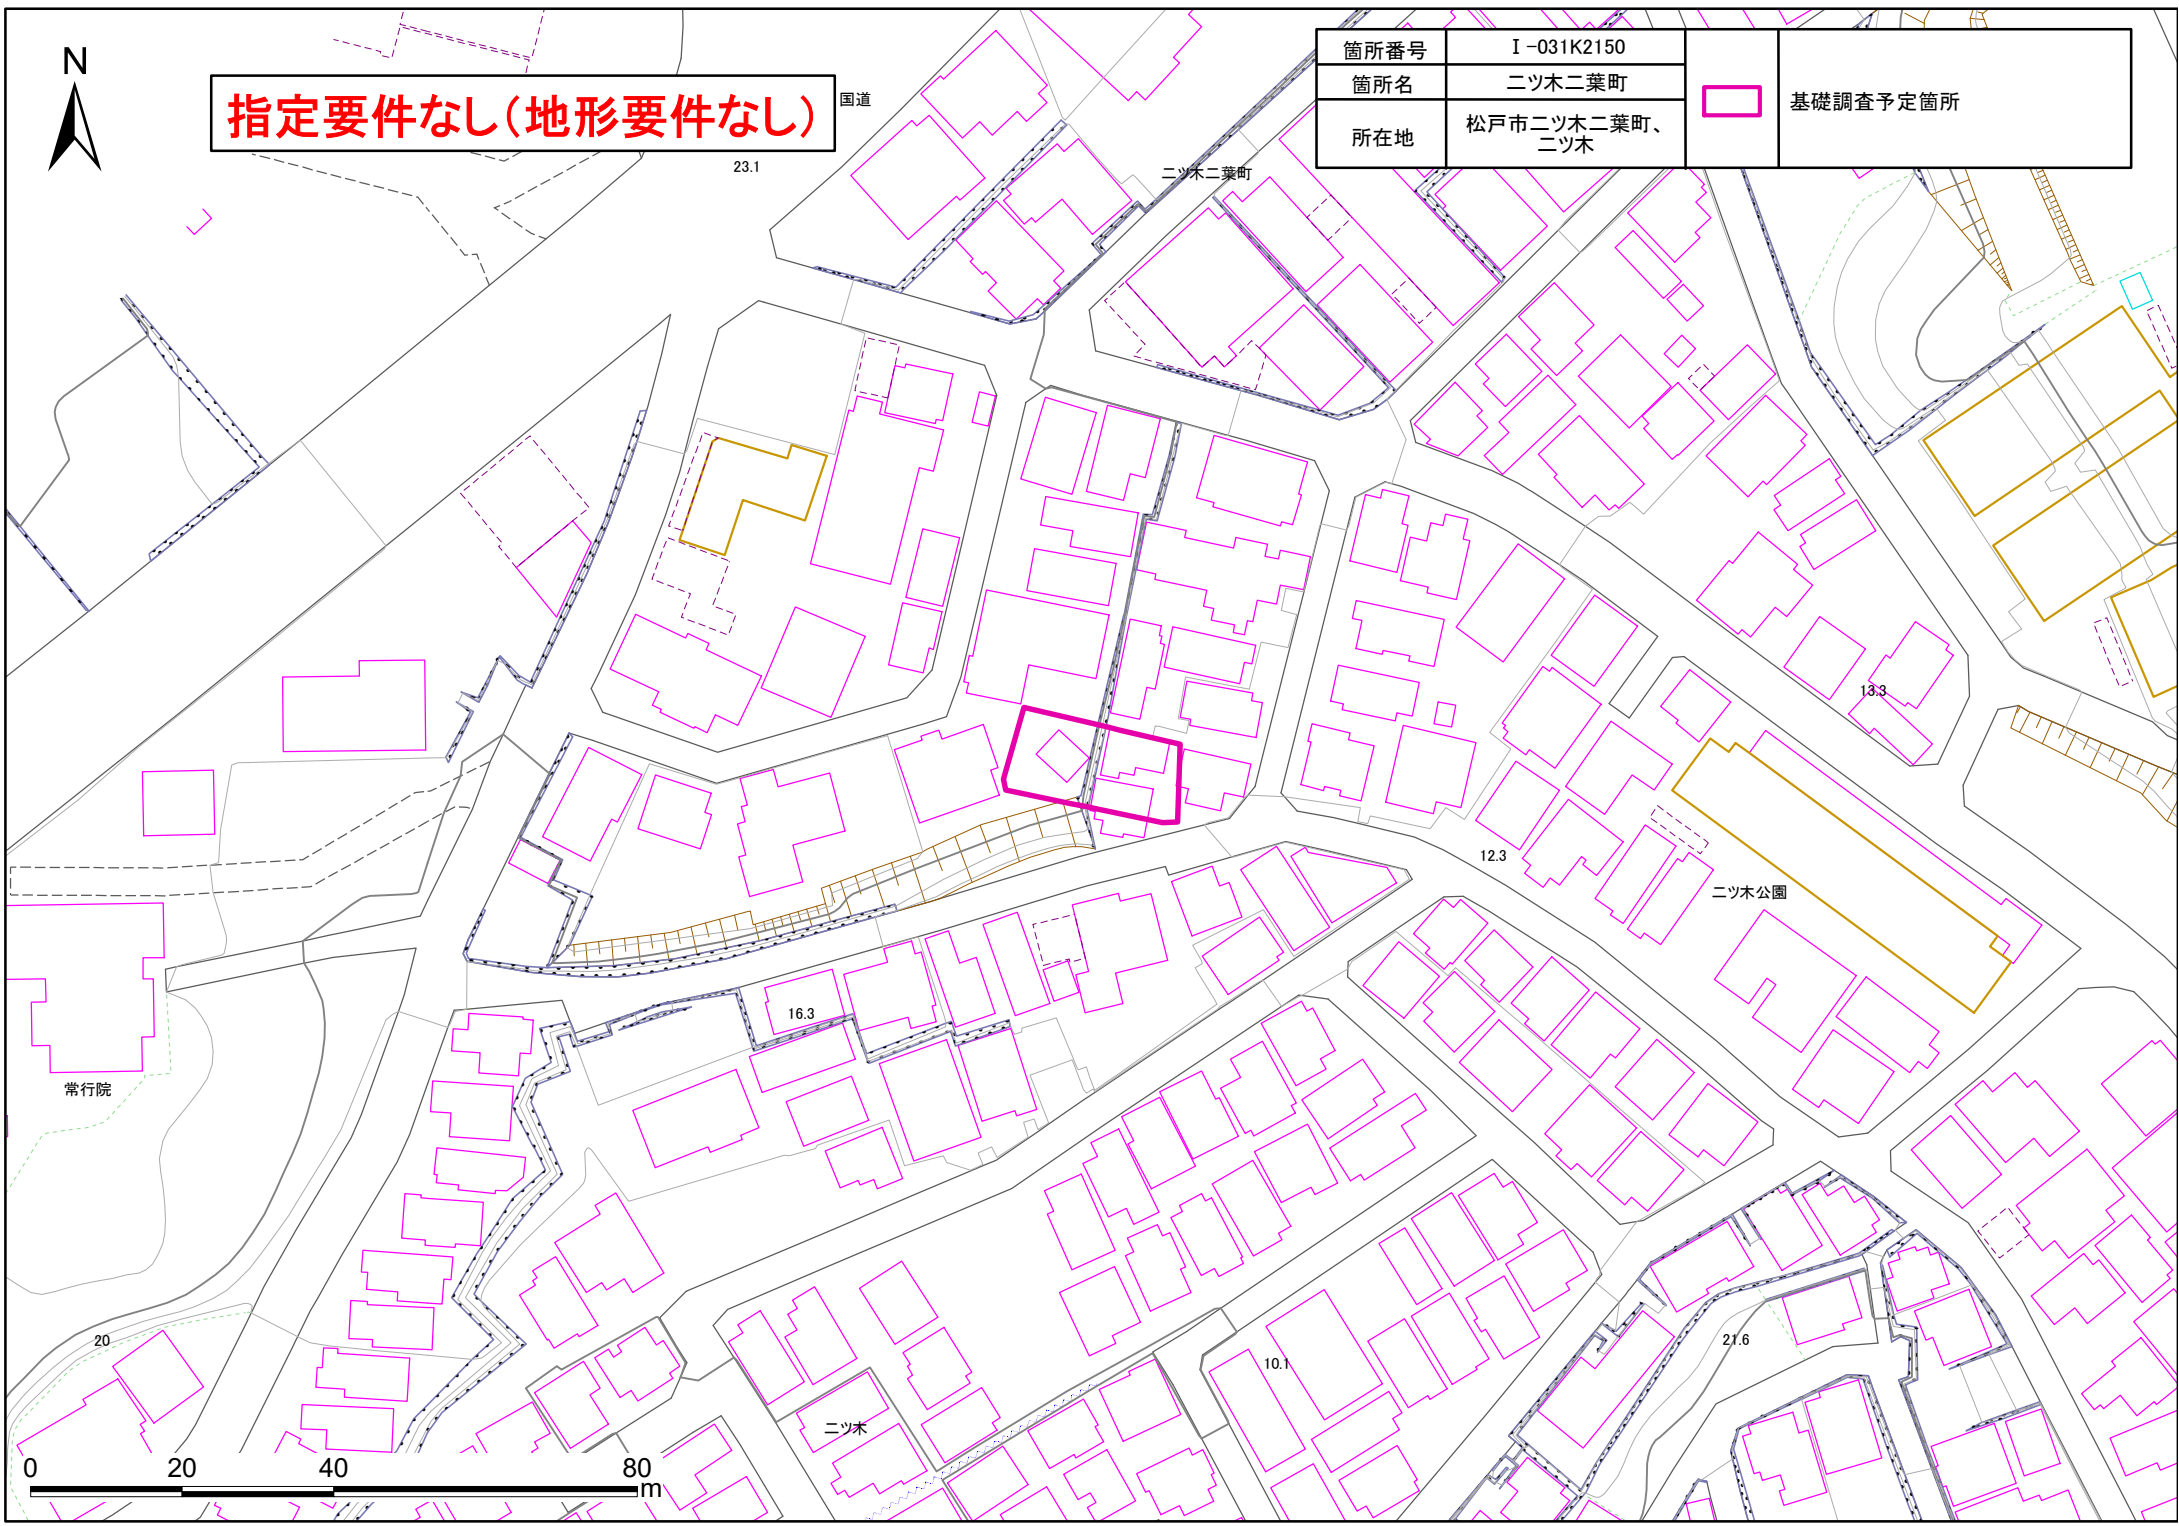 N
指定要件なし(地形要件なし)
箇所番号 Ⅰ-031K2150
箇所名 二ツ木二葉町
所在地 松戸市二ツ木二葉町、
二ツ木
基礎調査予定箇所
国道
23.1
二ツ木二葉町
13.3
12.3
二ツ木公園
16.3
常行院
20
21.6
10.1
二ツ木
0 20 40 80
m